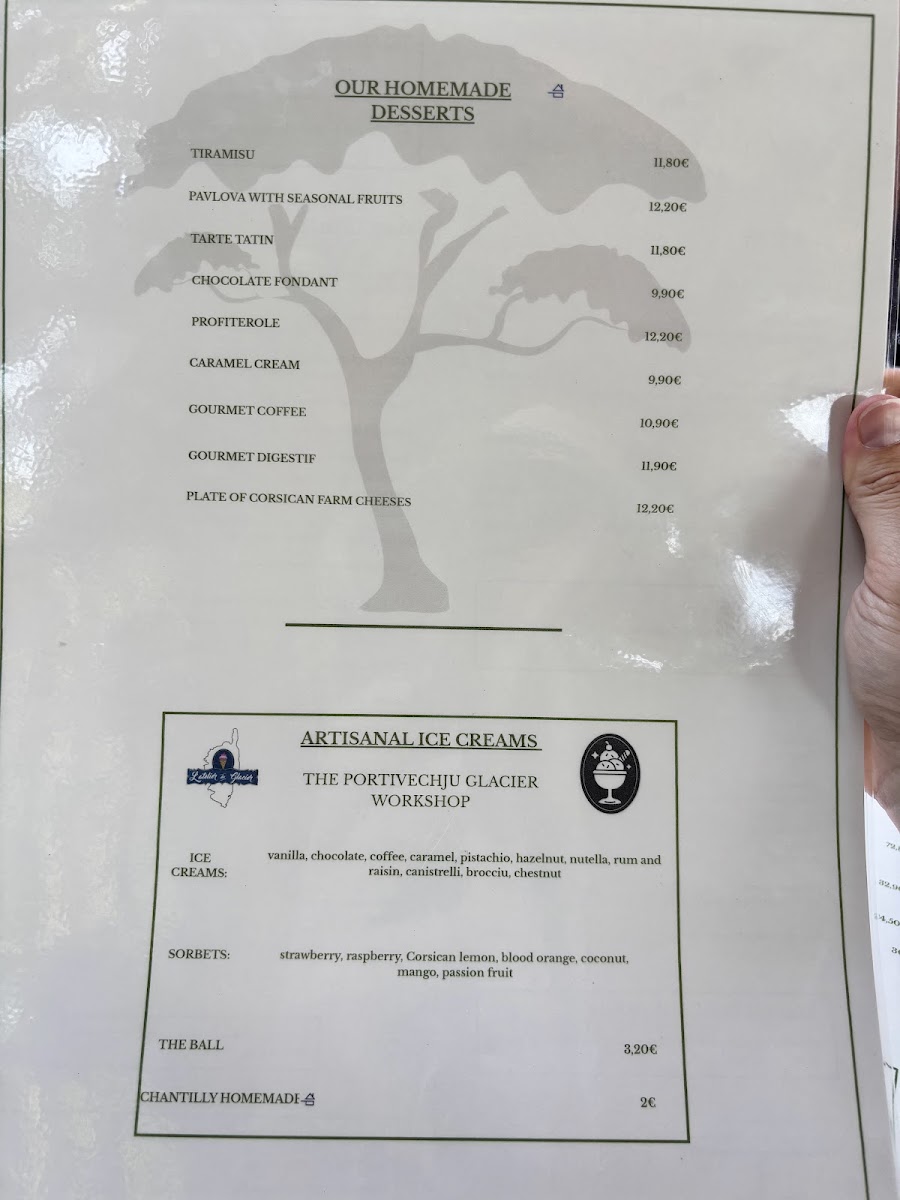 OUR HOMEMADE
DESSERTS
TIRAMISU 11,80€
PAVLOVA WITH SEASONAL FRUITS 12,20€
TARTE TATIN 11,80€
CHOCOLATE FONDANT 9,90€
PROFITEROLE 12,20€
CARAMEL CREAM 9,90€
GOURMET COFFEE 10,90€
GOURMET DIGESTIF 11,90€
PLATE OF CORSICAN FARM CHEESES 12,20€
ARTISANAL ICE CREAMS
L'atelier du Glacier
THE PORTIVECHJU GLACIER
WORKSHOP
ICE
CREAMS:
vanilla, chocolate, coffee, caramel, pistachio, hazelnut, nutella, rum and
raisin, canistrelli, brocciu, chestnut
SORBETS:
strawberry, raspberry, Corsican lemon, blood orange, coconut,
mango, passion fruit
THE BALL 3,20€
CHANTILLY HOMEMADE 2€